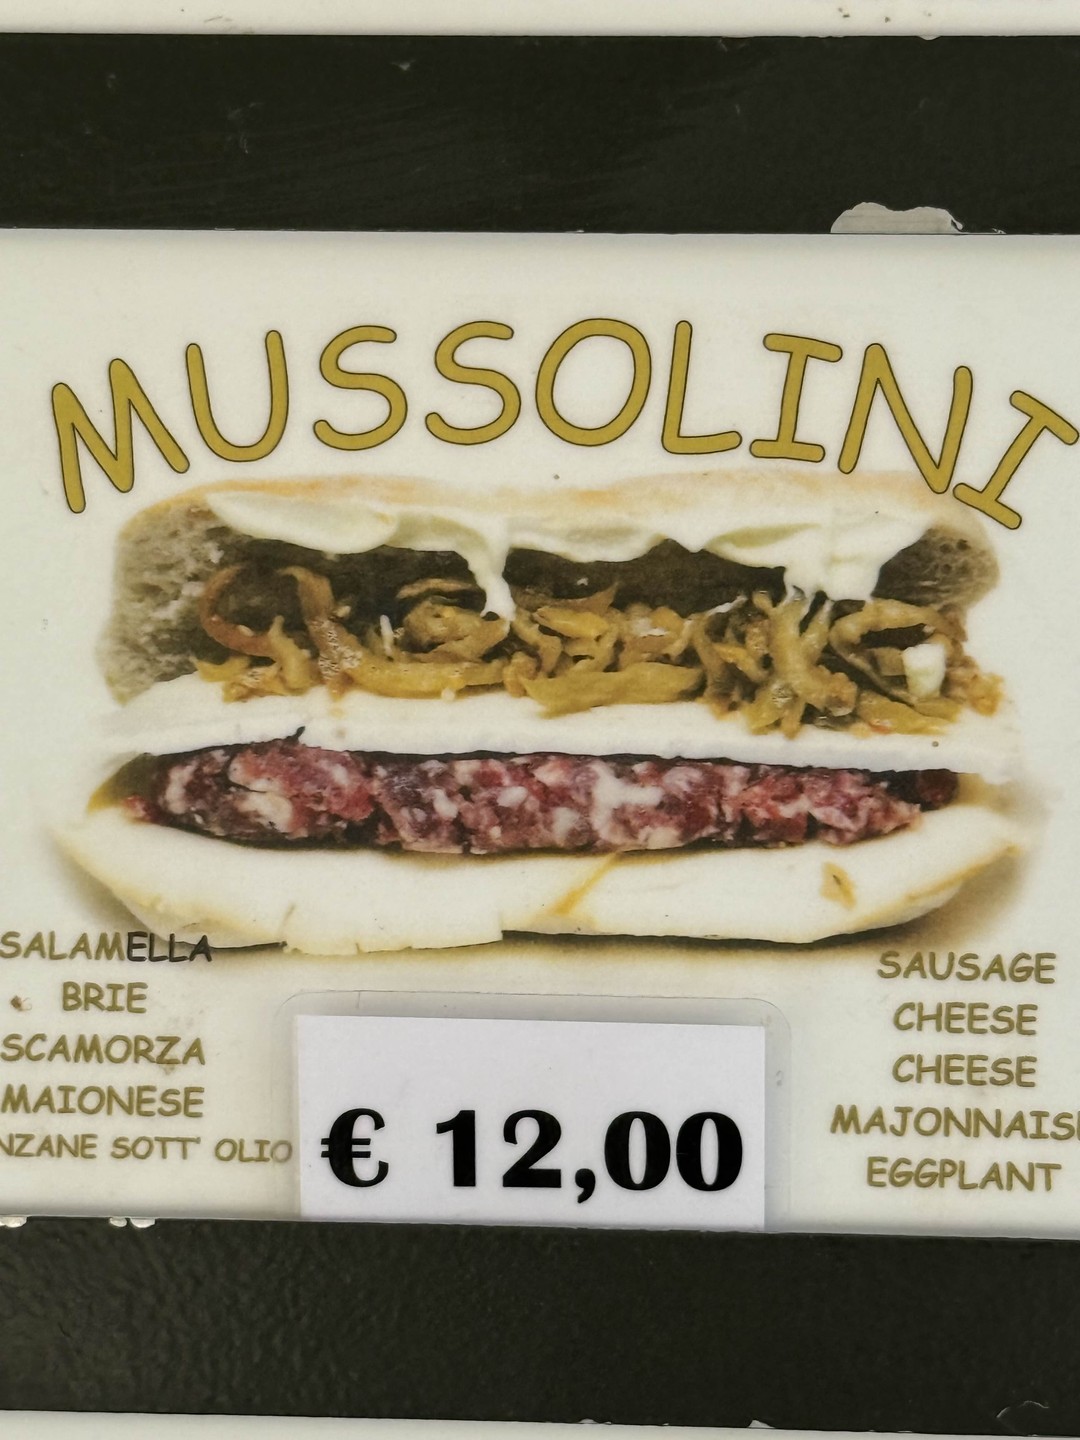 MUSSOLINI
SALAMELLA
BRIE
SCAMORZA
MAIONESE
NZANE SOTT' OLIO
€ 12,00
SAUSAGE
CHEESE
CHEESE
MAJONNAIS
EGGPLANT